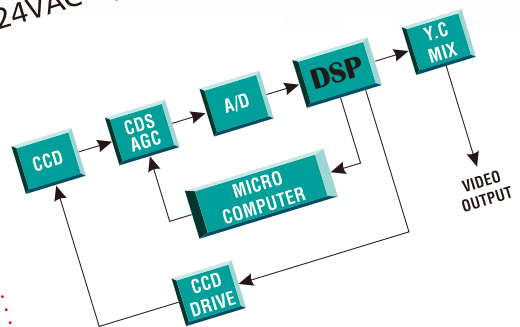 24VAC
CCD
CDS
AGC
A/D
DSP
Y.C
MIX
MICRO
COMPUTER
CCD
DRIVE
VIDEO
OUTPUT